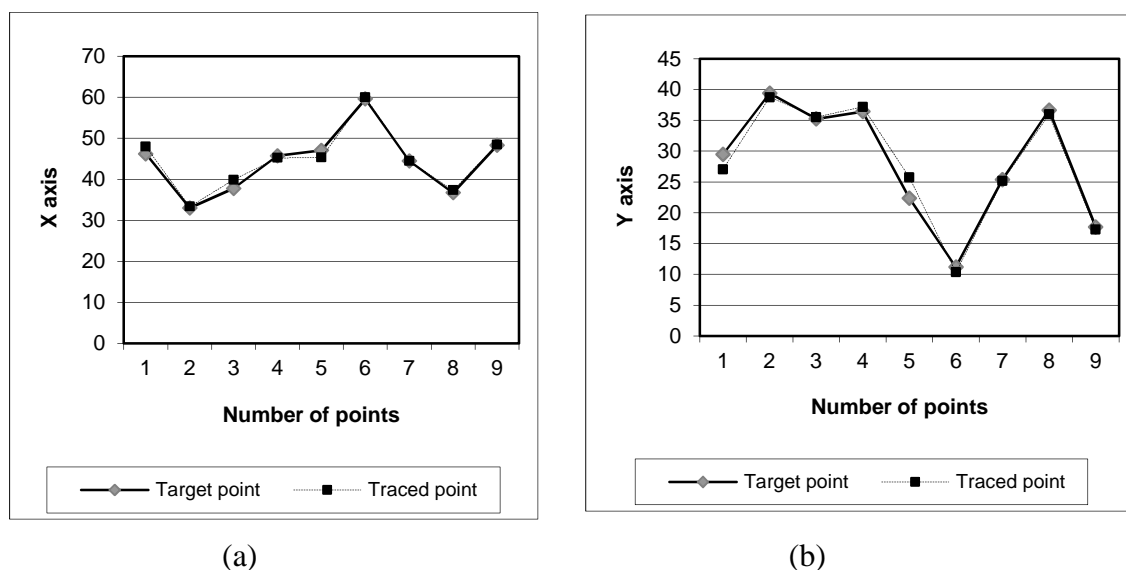 70
60
50
40
30
20
10
0
X axis
1 2 3 4 5 6 7 8 9
Number of points
Target point Traced point
(a)
45
40
35
30
25
20
15
10
5
0
Y axis
1 2 3 4 5 6 7 8 9
Number of points
Target point Traced point
(b)